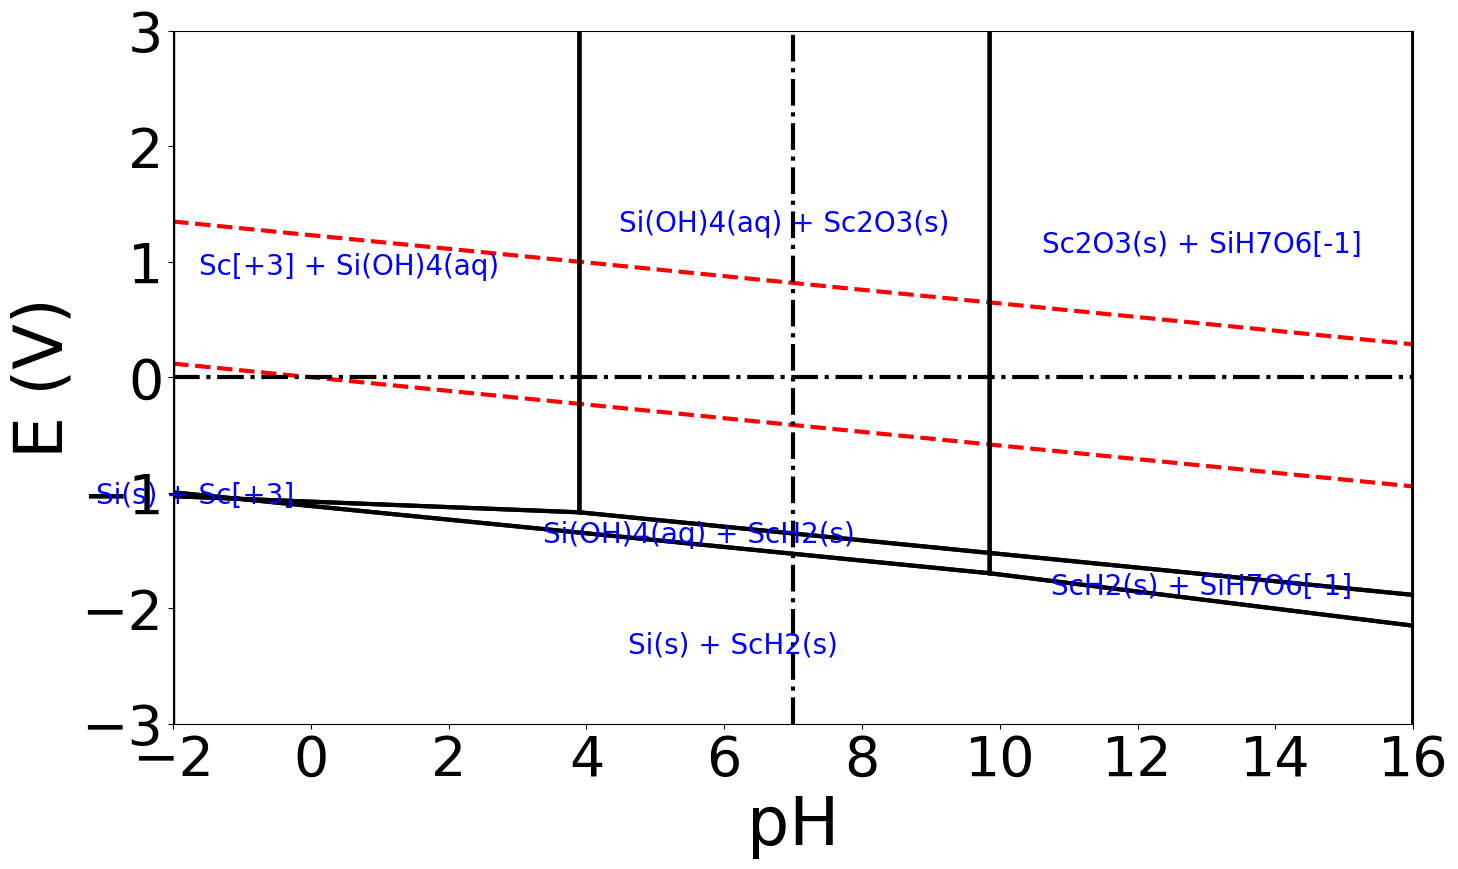 3
2
1
0
−1
−2
−3
E (V)
Si(OH)4(aq) + Sc2O3(s)
Sc2O3(s) + SiH7O6[-1]
Sc[+3] + Si(OH)4(aq)
Si(s) + Sc[+3]
Si(OH)4(aq) + ScH2(s)
ScH2(s) + SiH7O6[-1]
Si(s) + ScH2(s)
−2 0 2 4 6 8 10 12 14 16
pH